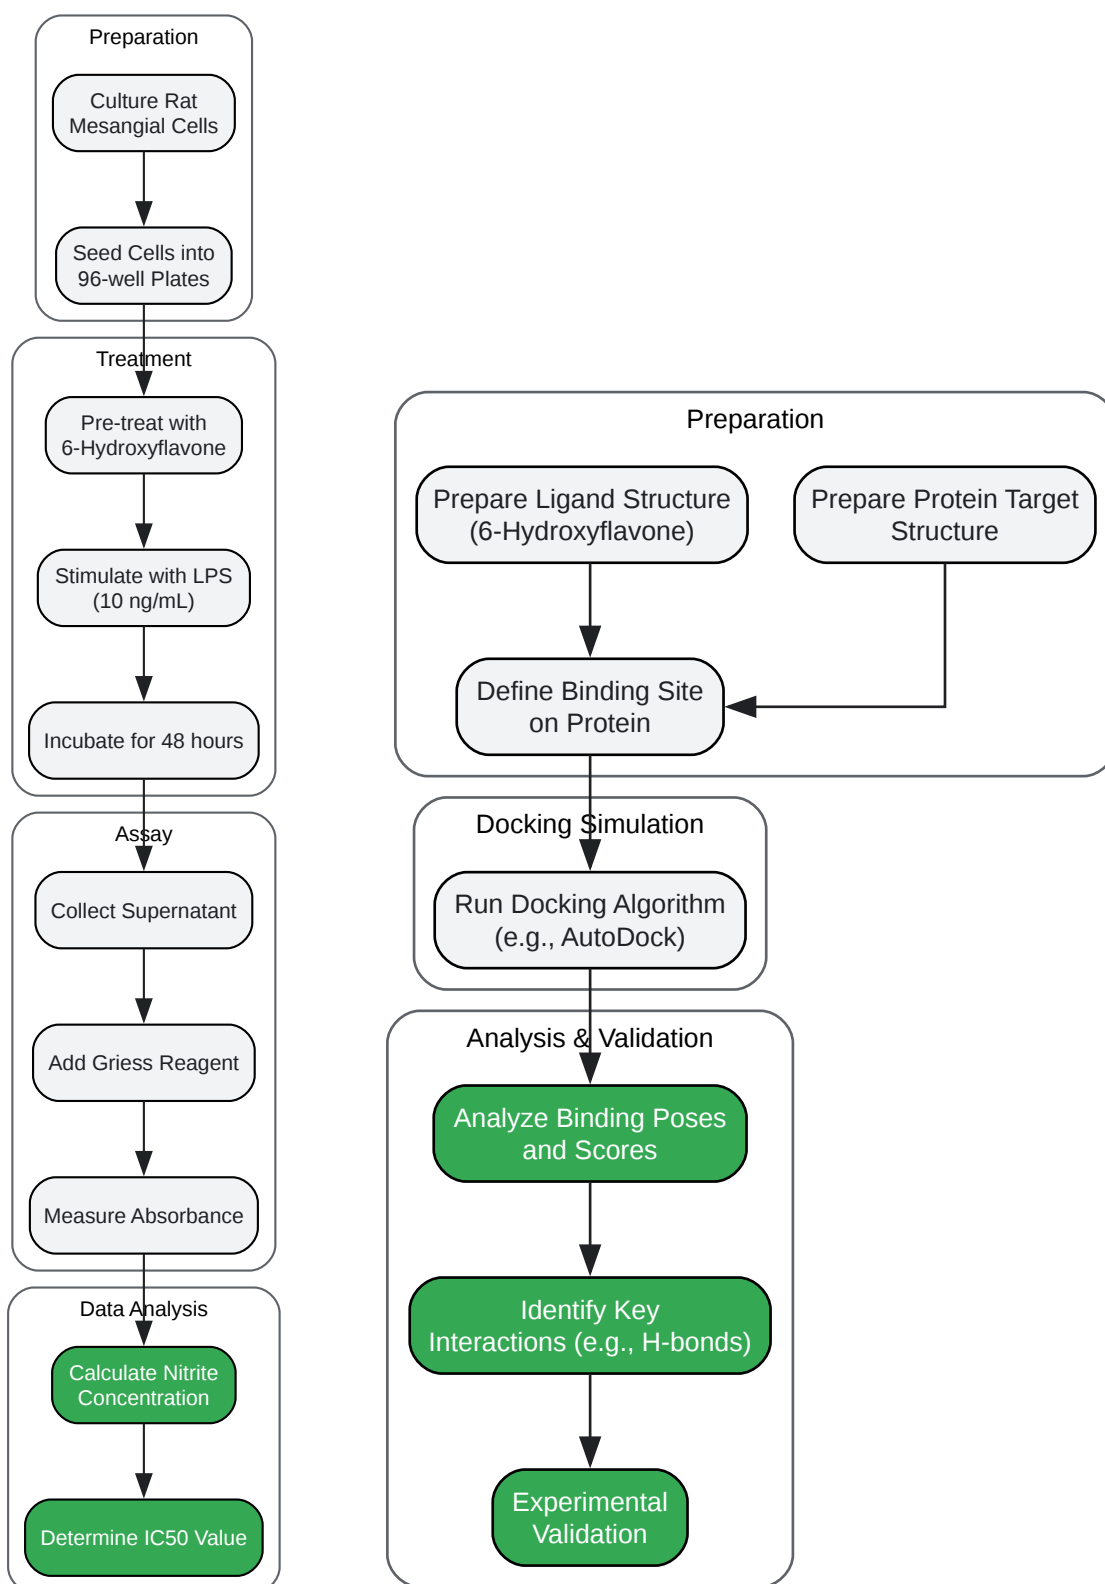 Preparation
Culture Rat
Mesangial Cells
Seed Cells into
96-well Plates
Treatment
Pre-treat with
6-Hydroxyflavone
Stimulate with LPS
(10 ng/mL)
Incubate for 48 hours
Assay
Collect Supernatant
Add Griess Reagent
Measure Absorbance
Data Analysis
Calculate Nitrite
Concentration
Determine IC50 Value
Preparation
Prepare Ligand Structure
(6-Hydroxyflavone)
Prepare Protein Target
Structure
Define Binding Site
on Protein
Docking Simulation
Run Docking Algorithm
(e.g., AutoDock)
Analysis & Validation
Analyze Binding Poses
and Scores
Identify Key
Interactions (e.g., H-bonds)
Experimental
Validation